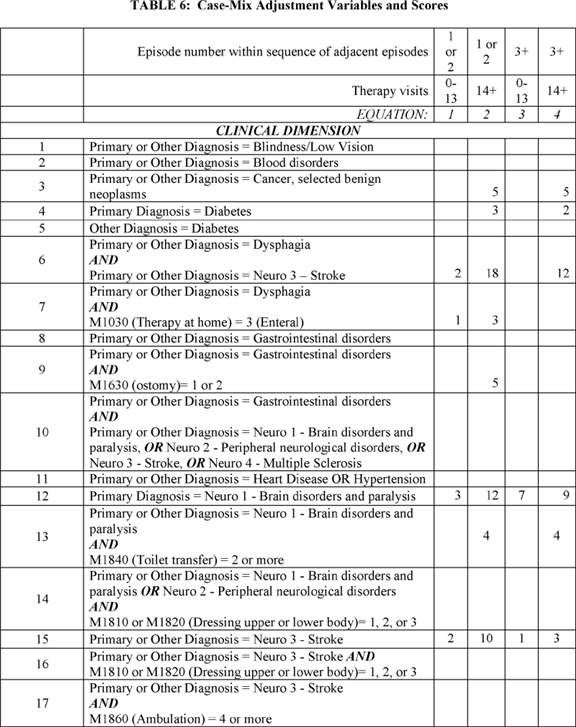 TABLE 6: Case-Mix Adjustment Variables and Scores
Episode number within sequence of adjacent episodes 1 or 2 1 or 2 3+ 3+
Therapy visits 0-13 14+ 0-13 14+
EQUATION: 1 2 3 4
CLINICAL DIMENSION
1 Primary or Other Diagnosis = Blindness/Low Vision
2 Primary or Other Diagnosis = Blood disorders
3 Primary or Other Diagnosis = Cancer, selected benign
neoplasms 5 5
4 Primary Diagnosis = Diabetes 3 2
5 Other Diagnosis = Diabetes
6 Primary or Other Diagnosis = Dysphagia
AND
Primary or Other Diagnosis = Neuro 3 – Stroke 2 18 12
7 Primary or Other Diagnosis = Dysphagia
AND
M1030 (Therapy at home) = 3 (Enteral) 1 3
8 Primary or Other Diagnosis = Gastrointestinal disorders
9 Primary or Other Diagnosis = Gastrointestinal disorders
AND
M1630 (ostomy)= 1 or 2 5
10 Primary or Other Diagnosis = Gastrointestinal disorders
AND
Primary or Other Diagnosis = Neuro 1 - Brain disorders and
paralysis, OR Neuro 2 - Peripheral neurological disorders, OR
Neuro 3 - Stroke, OR Neuro 4 - Multiple Sclerosis
11 Primary or Other Diagnosis = Heart Disease OR Hypertension
12 Primary Diagnosis = Neuro 1 - Brain disorders and paralysis 3 12 7 9
13 Primary or Other Diagnosis = Neuro 1 - Brain disorders and
paralysis
AND
M1840 (Toilet transfer) = 2 or more 4 4
14 Primary or Other Diagnosis = Neuro 1 - Brain disorders and
paralysis OR Neuro 2 - Peripheral neurological disorders
AND
M1810 or M1820 (Dressing upper or lower body)= 1, 2, or 3
15 Primary or Other Diagnosis = Neuro 3 - Stroke 2 10 1 3
16 Primary or Other Diagnosis = Neuro 3 - Stroke AND
M1810 or M1820 (Dressing upper or lower body)= 1, 2, or 3
17 Primary or Other Diagnosis = Neuro 3 - Stroke
AND
M1860 (Ambulation) = 4 or more